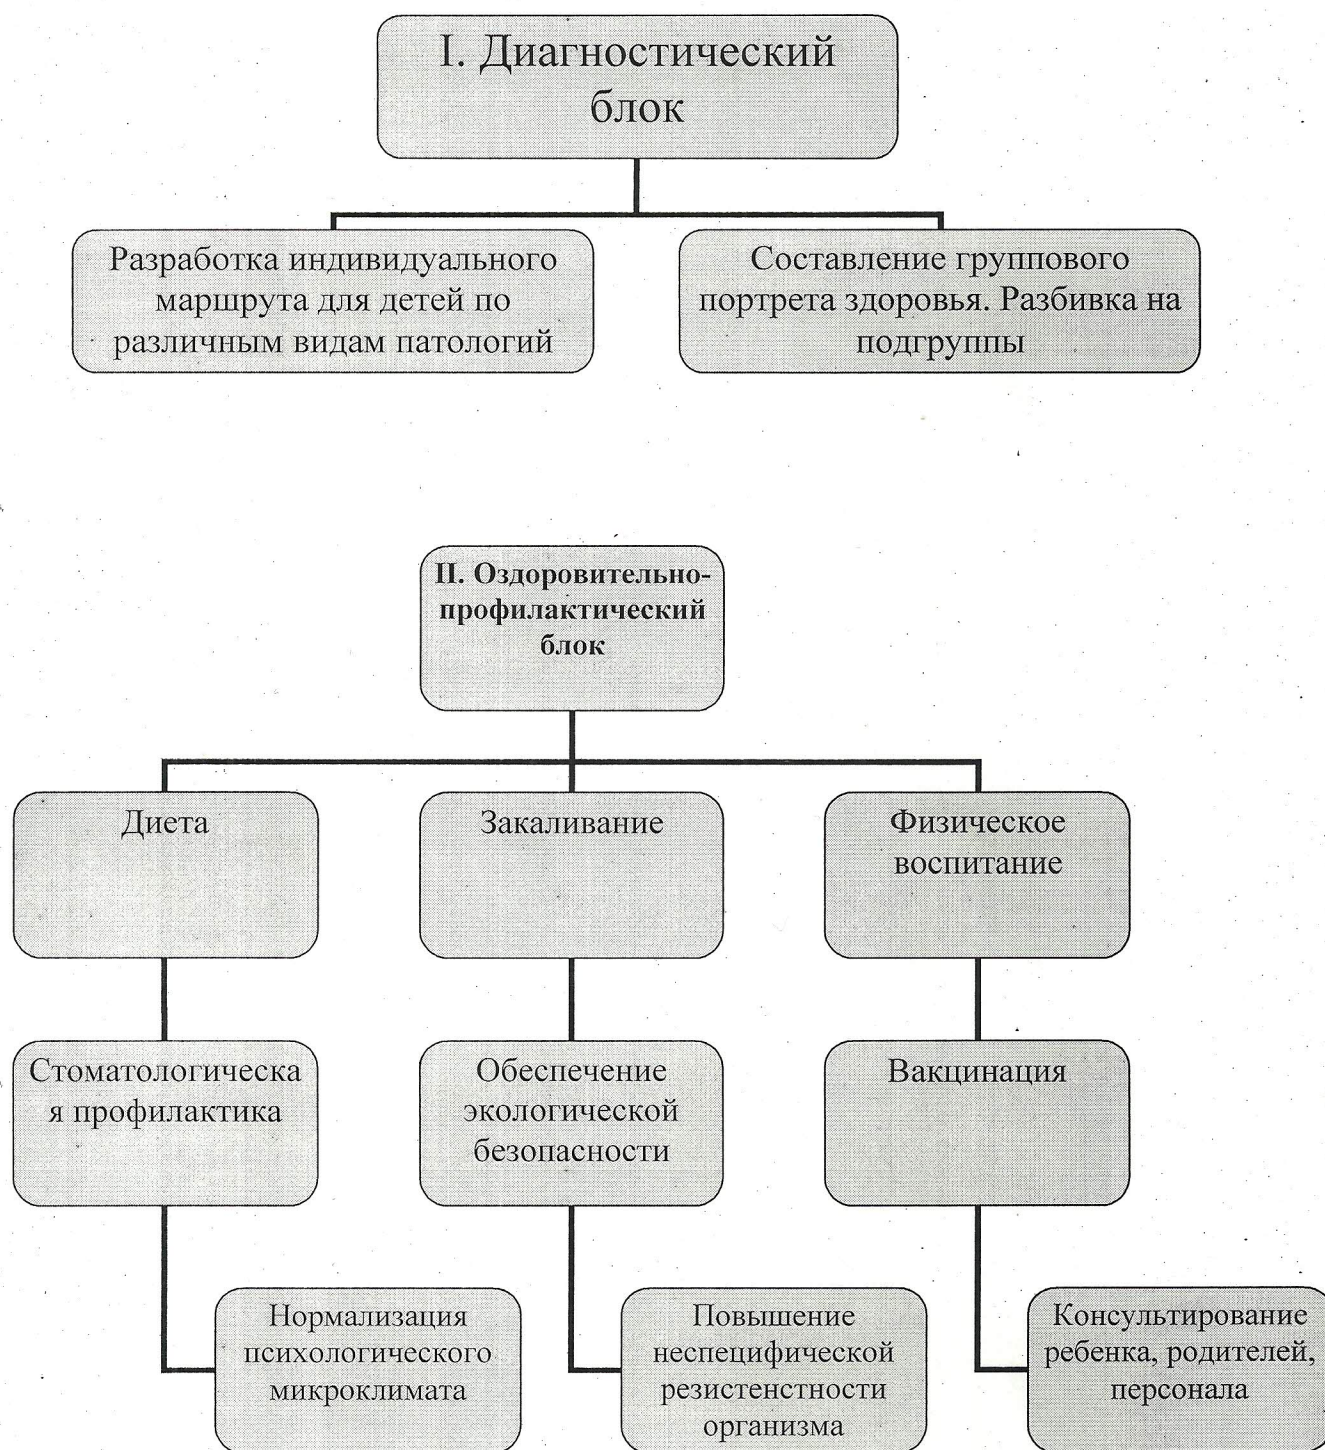 I. Диагностический
блок
Разработка индивидуального
маршрута для детей по
различным видам патологий
Составление группового
портрета здоровья. Разбивка на
подгруппы
II. Оздоровительно-
профилактический
блок
Диета
Закаливание
Физическое
воспитание
Стоматологическа
я профилактика
Обеспечение
экологической
безопасности
Вакцинация
Нормализация
психологического
микроклимата
Повышение
неспецифической
резистенстности
организма
Консультирование
ребенка, родителей,
персонала